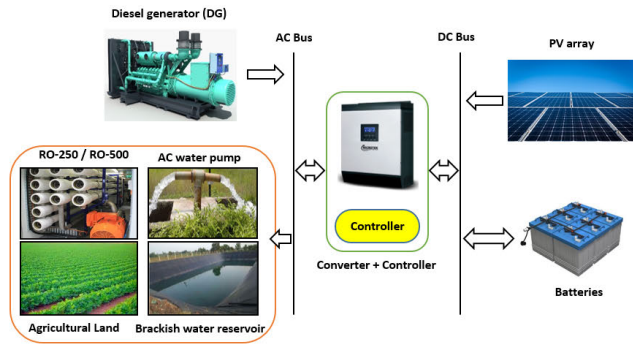 Diesel generator (DG)
AC Bus
DC Bus
PV array
RO-250 / RO-500
AC water pump
Controller
Converter + Controller
Batteries
Agricultural Land
Brackish water reservoir